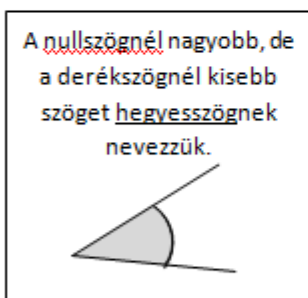 A nullszögnél nagyobb, de
a derékszögnél kisebb
szöget hegyesszögnek
nevezzük.